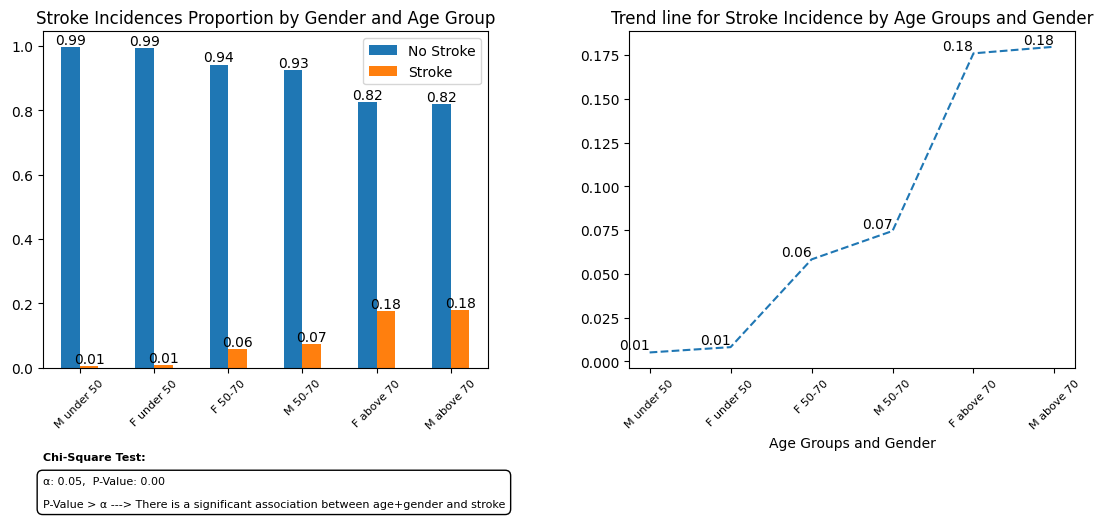 Stroke Incidences Proportion by Gender and Age Group
1.0
0.8
0.6
0.4
0.2
0.0
0.99
0.99
0.94
0.93
0.82
0.82
0.01
0.01
0.06
0.07
0.18
0.18
No Stroke
Stroke
M under 50
F under 50
F 50-70
M 50-70
F above 70
M above 70
Chi-Square Test:
α: 0.05,  P-Value: 0.00
P-Value > α ---> There is a significant association between age+gender and stroke
Trend line for Stroke Incidence by Age Groups and Gender
0.175
0.150
0.125
0.100
0.075
0.050
0.025
0.000
0.01
0.01
0.06
0.07
0.18
0.18
M under 50
F under 50
F 50-70
M 50-70
F above 70
M above 70
Age Groups and Gender